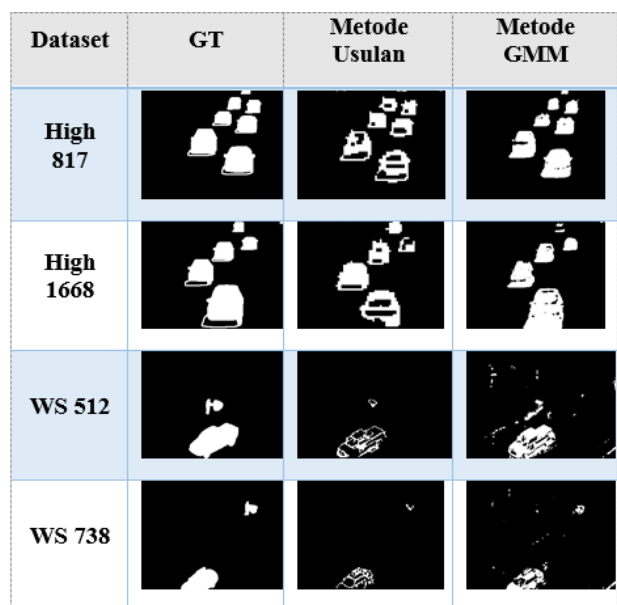 Dataset
GT
Metode
Usulan
Metode
GMM
High
817
High
1668
WS 512
WS 738